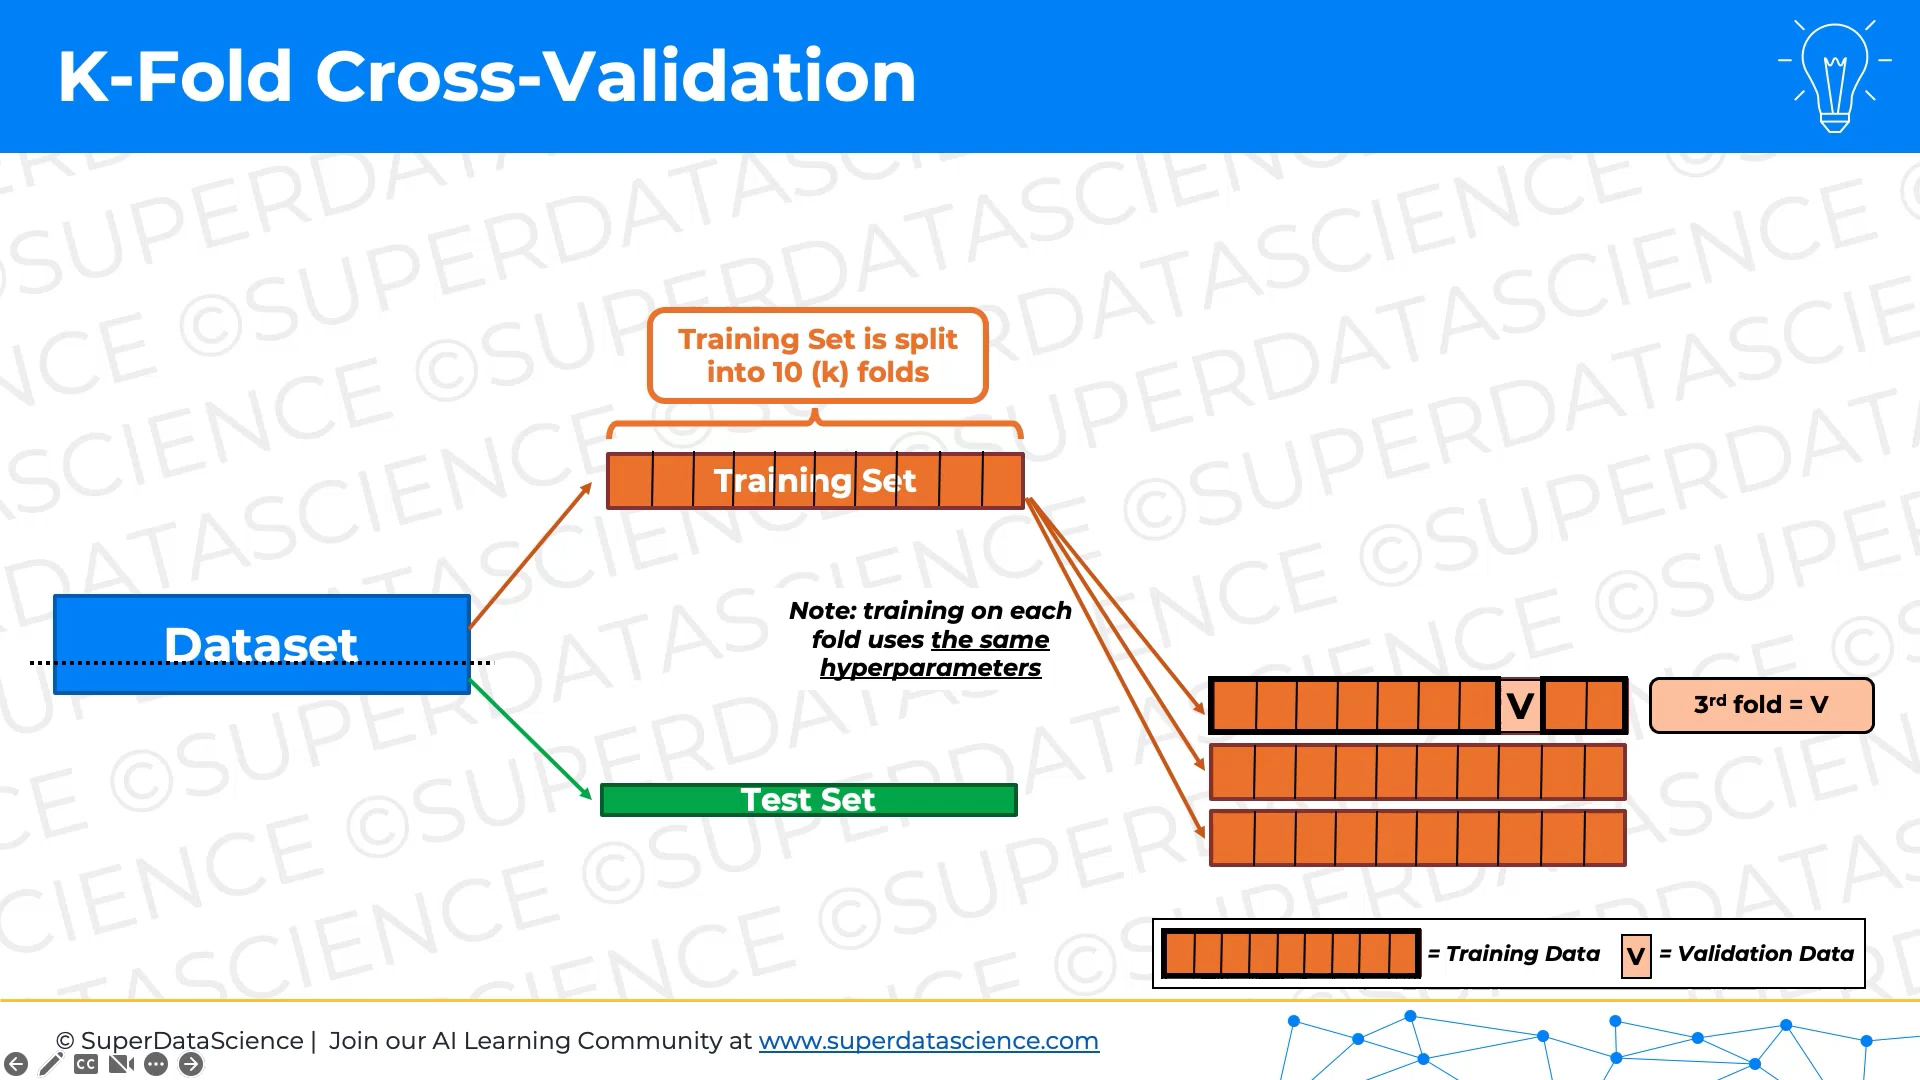 K-Fold Cross-Validation
Training Set is split
into 10 (k) folds
Training Set
Dataset
Note: training on each
fold uses the same
hyperparameters
V
3rd fold = V
Test Set
= Training Data
V
= Validation Data
© SuperDataScience | Join our AI Learning Community at www.superdatascience.com
CC
©SUPERDATASCIENCE